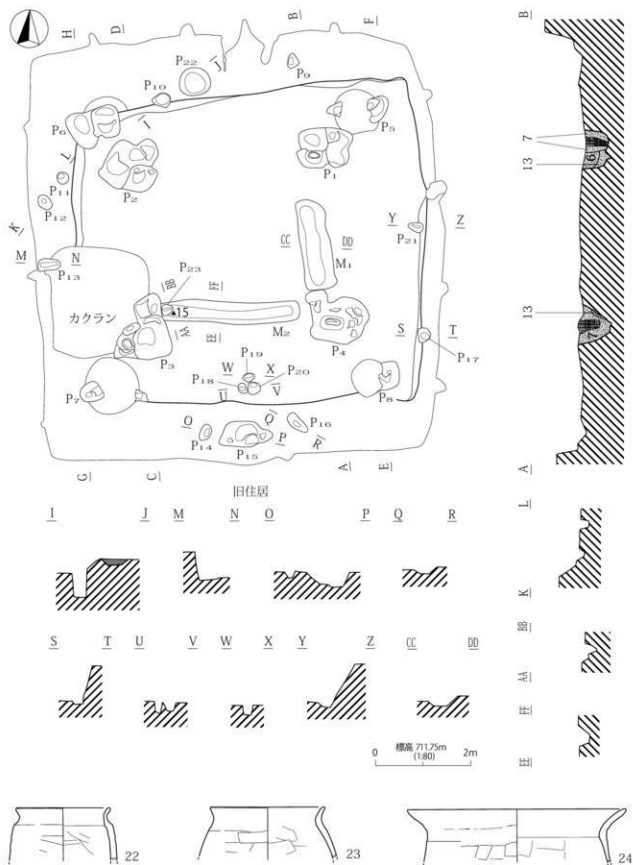 H
D
B
F
P22
J
P9
P10
P6
I
P5
L
P1
P2
P11
P12
K
Y
Z
CC
DD
P21
M
N
M1
P13
P23
BB
FF
カクラン
▲15
S
T
AA
EE
M2
P4
P17
P3
W
P19
X
P18
P20
U
V
P7
P8
O
Q
P16
P14
P15
P
R
G
C
A
E
旧住居
B
7
6
13
13
7
A
L
K
BB
AA
FF
EE
I J M N O P Q R
S T U V W X Y Z CC DD
標高 711.75m
0 (1:80) 2m
22
23
24